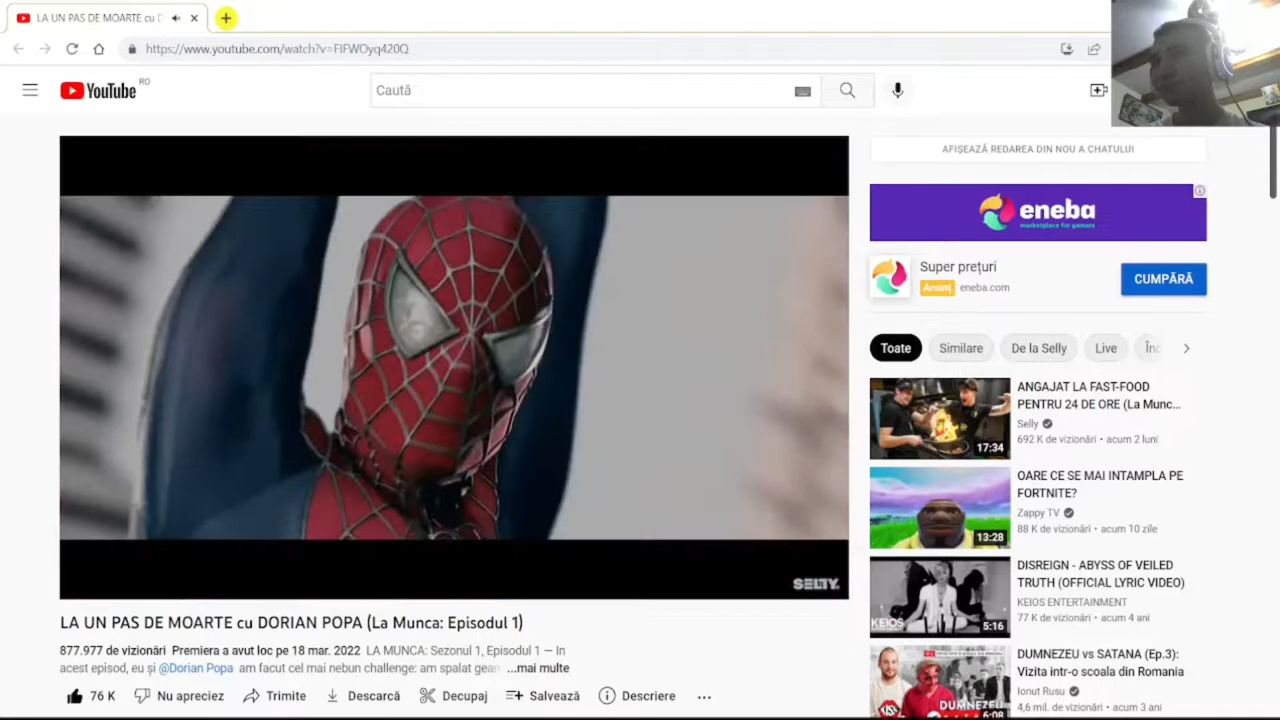 LA UN PAS DE MOARTE cu D
https://www.youtube.com/watch?v=FIFWOyq420Q
YouTube RO
Caută
AFIȘEAZĂ REDAREA DIN NOU A CHATULUI
eneba
marketplace for gamers
Super prețuri
Anunț eneba.com
CUMPĂRĂ
Toate Similare De la Selly Live Înc
ANGAJAT LA FAST-FOOD
PENTRU 24 DE ORE (La Munc...
Selly
692 K de vizionări • acum 2 luni
17:34
OARE CE SE MAI INTAMPLA PE
FORTNITE?
Zappy TV
88 K de vizionări • acum 10 zile
13:28
DISREIGN - ABYSS OF VEILED
TRUTH (OFFICIAL LYRIC VIDEO)
KEIOS ENTERTAINMENT
77 K de vizionări • acum 4 ani
KEIOS
5:16
DUMNEZEU vs SATANA (Ep.3):
Vizita intr-o scoala din Romania
Ionut Rusu
4,6 mil. de vizionări • acum 3 ani
DUMNEZEU
6:08
SELLY.
LA UN PAS DE MOARTE cu DORIAN POPA (La Munca: Episodul 1)
877.977 de vizionări Premiera a avut loc pe 18 mar. 2022 LA MUNCA: Sezonul 1, Episodul 1 — In
acest episod, eu și @Dorian Popa am facut cel mai nebun challenge: am spalat gean ...mai multe
76 K Nu apreciez Trimite Descarcă Decupaj Salvează Descriere